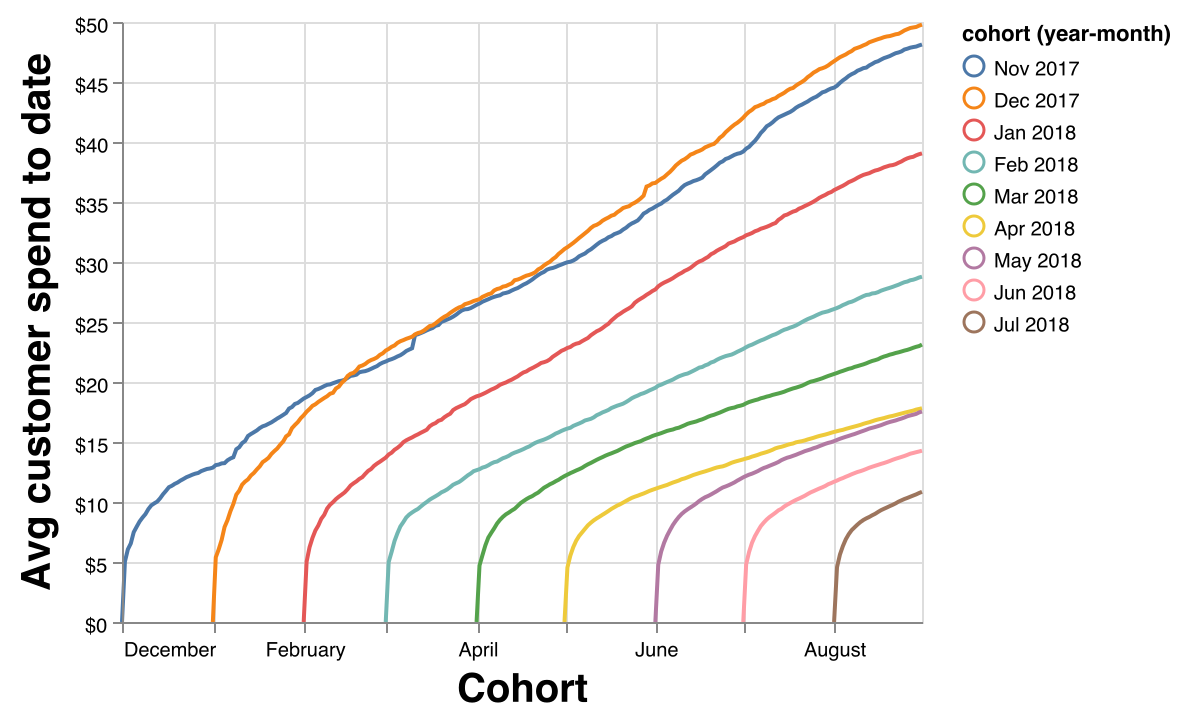 Avg customer spend to date
$50
$45
$40
$35
$30
$25
$20
$15
$10
$5
$0
December February April June August
Cohort
cohort (year-month)
Nov 2017
Dec 2017
Jan 2018
Feb 2018
Mar 2018
Apr 2018
May 2018
Jun 2018
Jul 2018